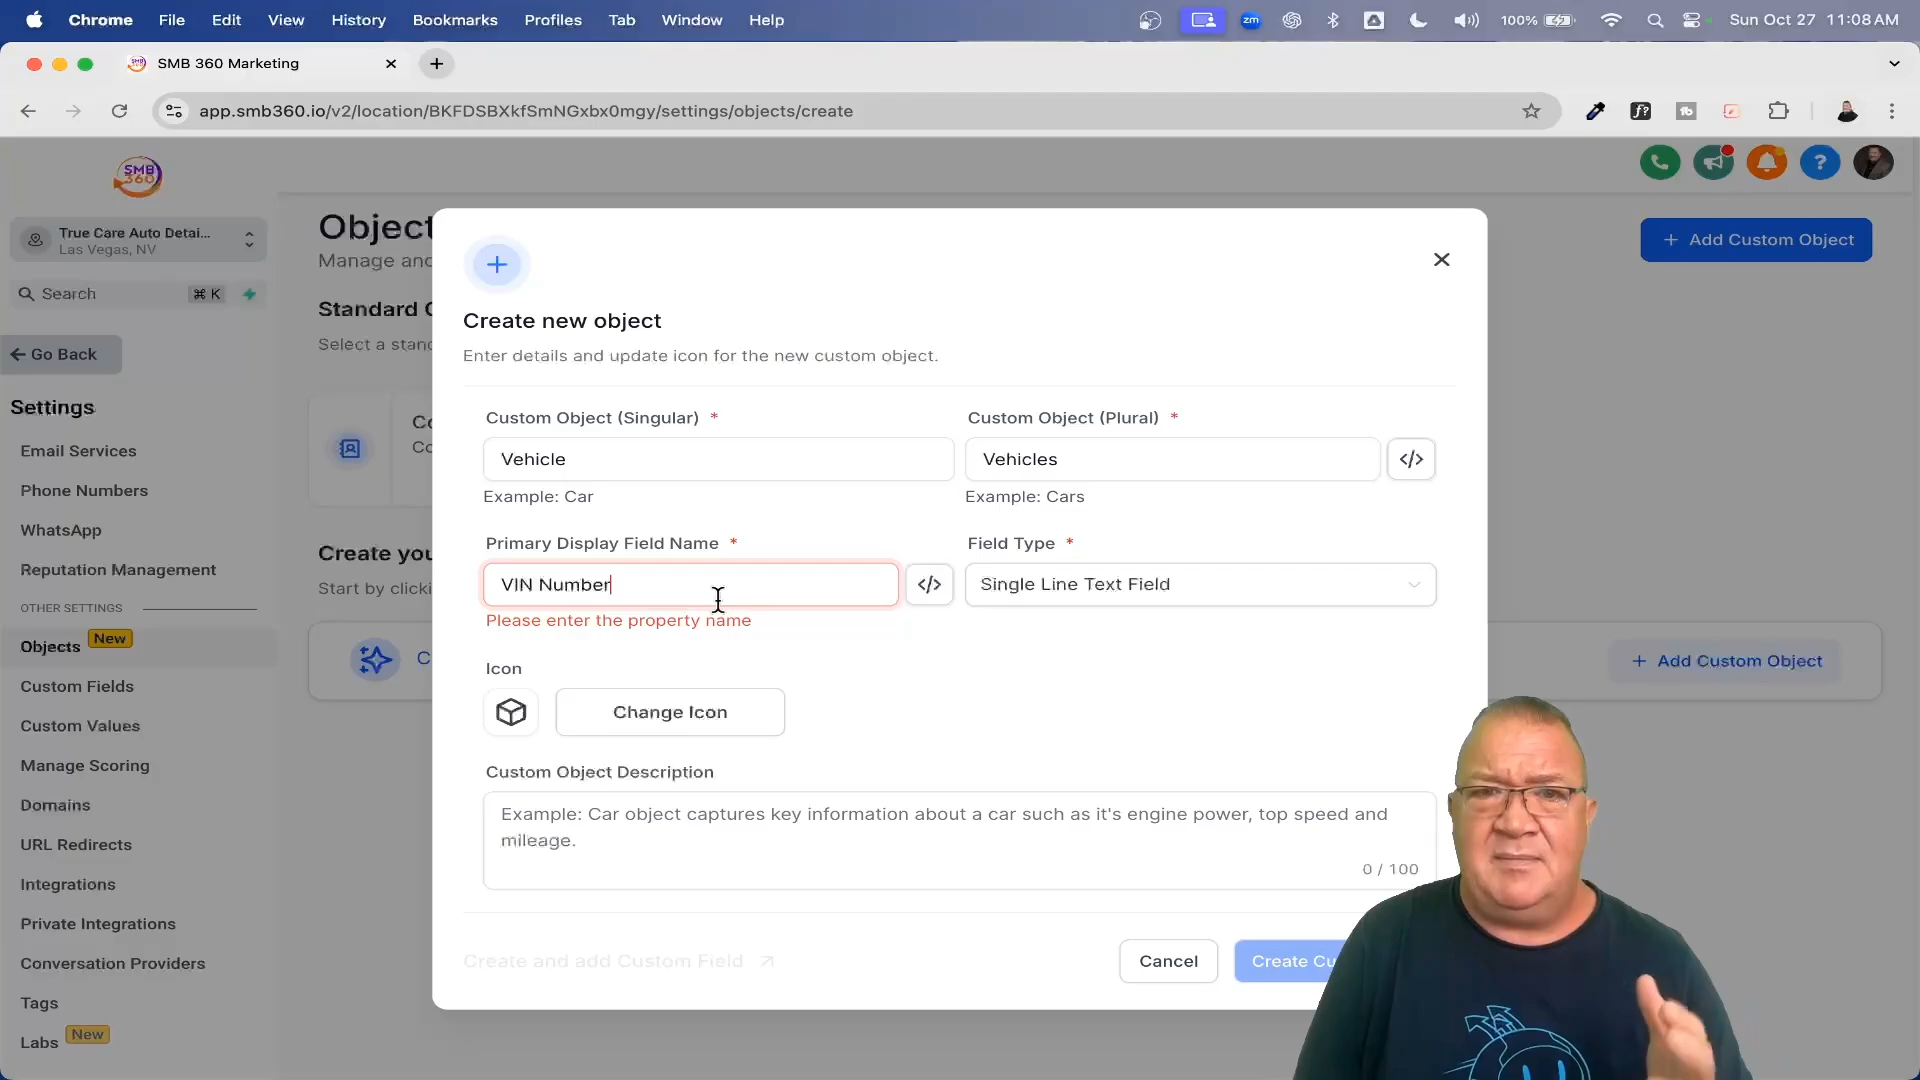 Chrome File Edit View History Bookmarks Profiles Tab Window Help zm 100% Sun Oct 27 11:08 AM
SMB 360 Marketing
app.smb360.io/v2/location/BKFDSBXkfSmNGxbx0mgy/settings/objects/create
SMB
360
True Care Auto Detai...
Las Vegas, NV
Search ⌘ K
Go Back
Settings
Email Services
Phone Numbers
WhatsApp
Reputation Management
OTHER SETTINGS
Objects New
Custom Fields
Custom Values
Manage Scoring
Domains
URL Redirects
Integrations
Private Integrations
Conversation Providers
Tags
Labs New
Object
Manage and
+ Add Custom Object
Standard
Select a stand
Create you
Start by clicki
+ Add Custom Object
Create new object
Enter details and update icon for the new custom object.
Custom Object (Singular) * Custom Object (Plural) *
Vehicle Vehicles </>
Example: Car Example: Cars
Primary Display Field Name * Field Type *
VIN Number </> Single Line Text Field
Please enter the property name
Icon
Change Icon
Custom Object Description
Example: Car object captures key information about a car such as it's engine power, top speed and
mileage.
0 / 100
Create and add Custom Field Cancel Create Cu